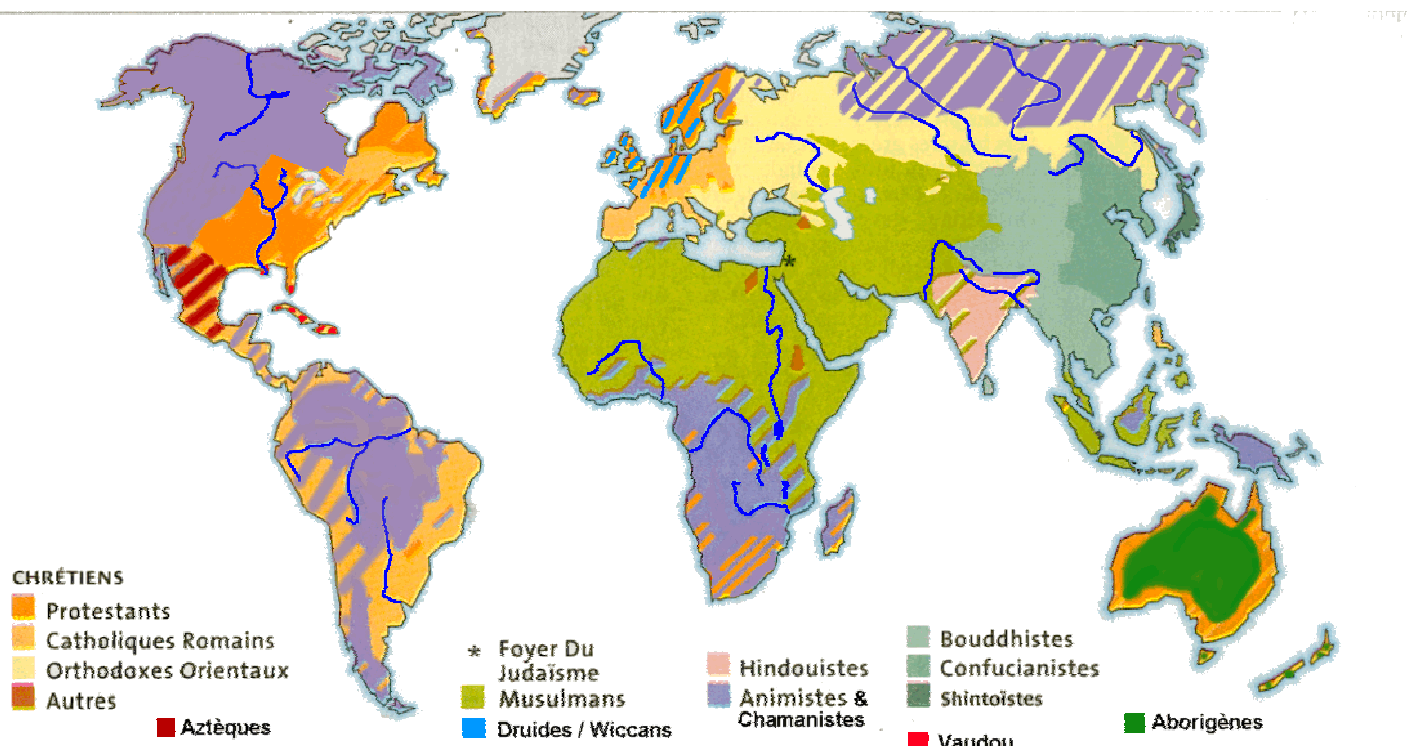 CHRÉTIENS
Protestants
Catholiques Romains
Orthodoxes Orientaux
Autres
Aztèques
* Foyer Du
Judaïsme
Musulmans
Druides / Wiccans
Hindouistes
Animistes &
Chamanistes
Bouddhistes
Confucianistes
Shintoïstes
Vaudou
Aborigènes